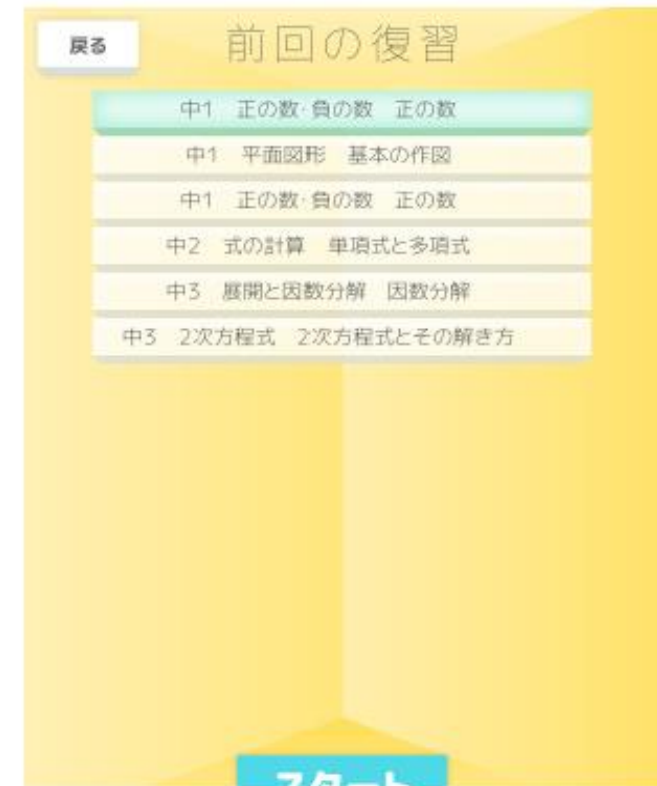 戻る
前回の復習
中1 正の数·負の数 正の数
中1 平面図形 基本の作図
中1 正の数·負の数 正の数
中2 式の計算 単項式と多項式
中3 展開と因数分解 因数分解
中3 2次方程式 2次方程式とその解き方
スタート